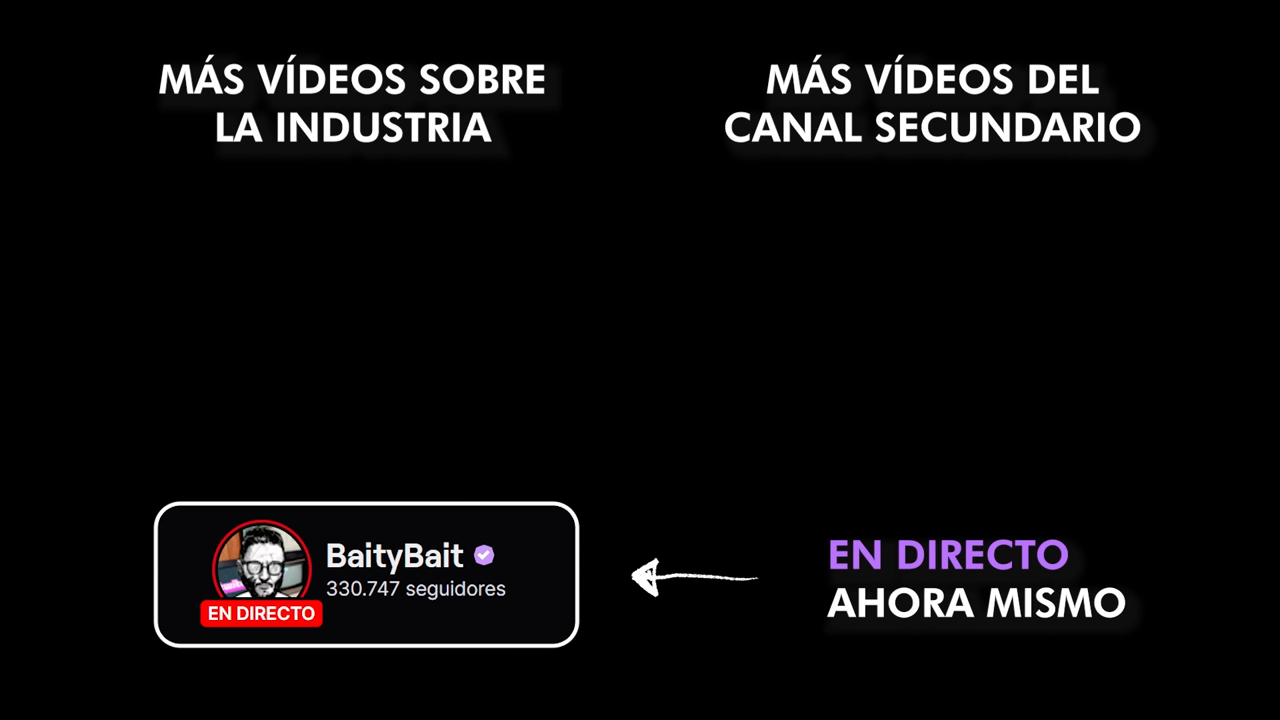 MÁS VÍDEOS SOBRE
LA INDUSTRIA
MÁS VÍDEOS DEL
CANAL SECUNDARIO
BaityBait
330.747 seguidores
EN DIRECTO
EN DIRECTO
AHORA MISMO